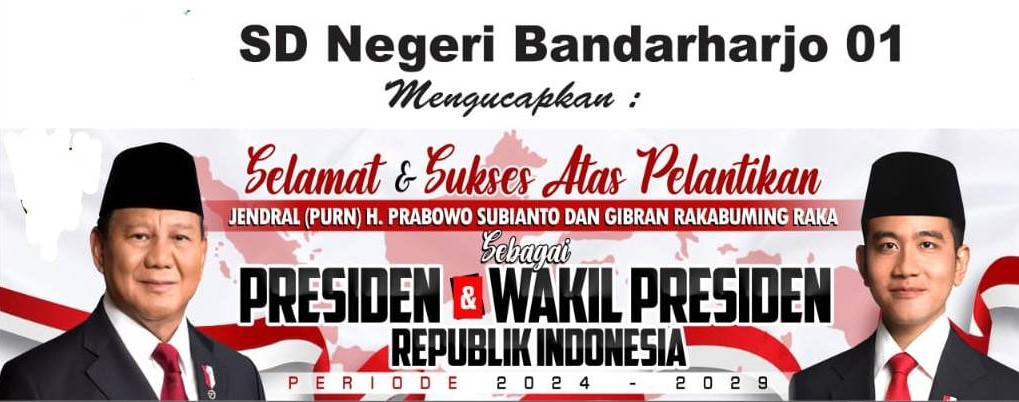 SD Negeri Bandarharjo 01
Mengucapkan :
Selamat & Sukses Atas Pelantikan
JENDRAL (PURN) H. PRABOWO SUBIANTO DAN GIBRAN RAKABUMING RAKA
Sebagai
PRESIDEN & WAKIL PRESIDEN
REPUBLIK INDONESIA
PERIODE 2024 - 2029